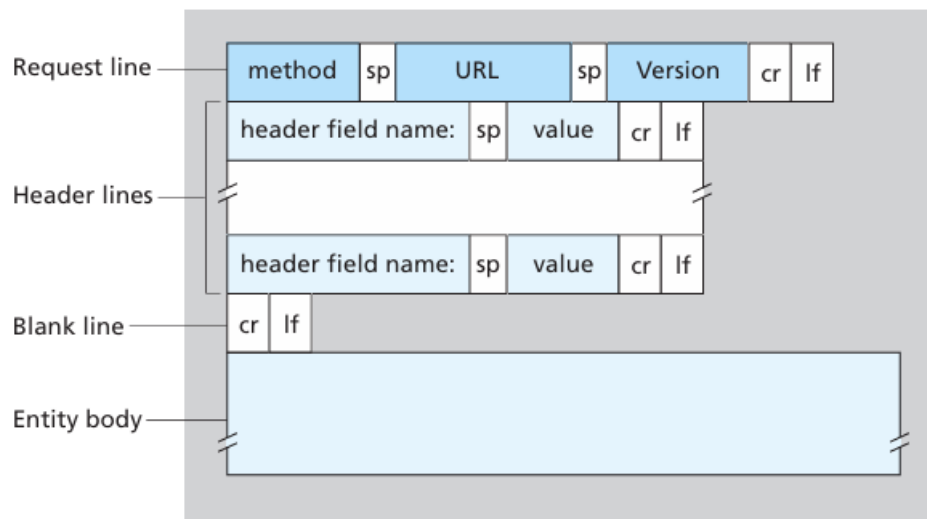 Request line method sp URL sp Version cr lf
header field name: sp value cr lf
Header lines
header field name: sp value cr lf
Blank line cr lf
Entity body